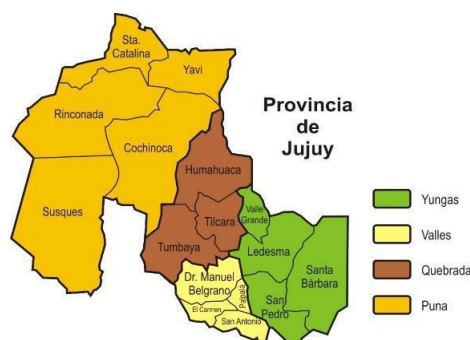 Sta.
Catalina
Yavi
Rinconada
Cochinoca
Susques
Humahuaca
Tilcara
Tumbaya
Valle
Grande
Ledesma
Santa
Bárbara
San
Pedro
Dr. Manuel
Belgrano
Palpalá
El Carmen
San Antonio
Provincia
de
Jujuy
Yungas
Valles
Quebrada
Puna